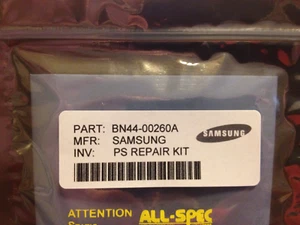 PART: BN44-00260A
MFR: SAMSUNG
INV: PS REPAIR KIT
SAMSUNG
ATTENTION
ALL-SPEC